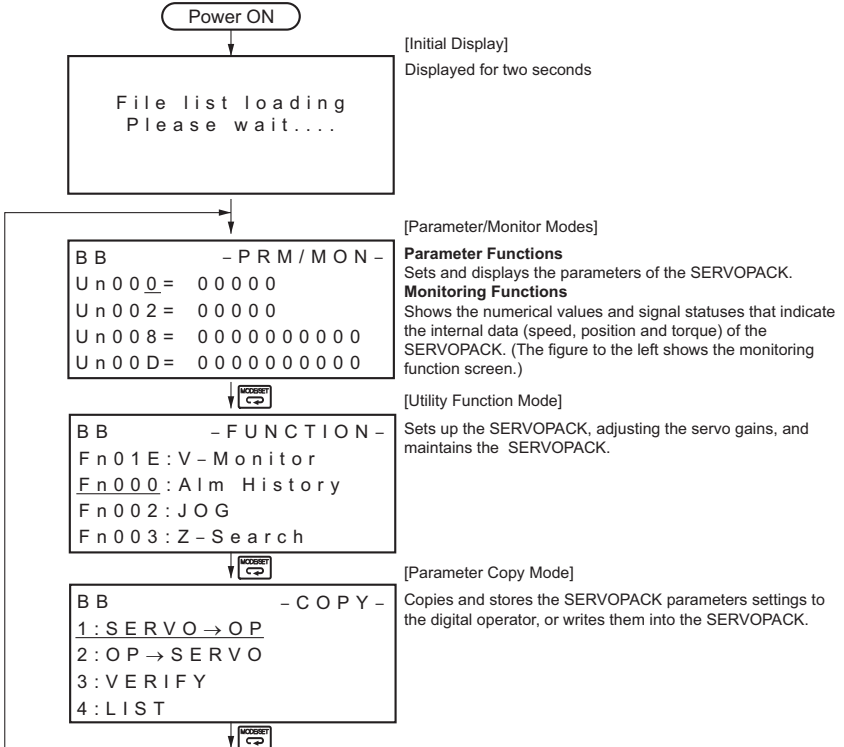 Power ON
[Initial Display]
Displayed for two seconds
File list loading
Please wait....
[Parameter/Monitor Modes]
BB –PRM/MON–
Un000= 00000
Un002= 00000
Un008= 0000000000
Un00D= 0000000000
Parameter Functions
Sets and displays the parameters of the SERVOPACK.
Monitoring Functions
Shows the numerical values and signal statuses that indicate
the internal data (speed, position and torque) of the
SERVOPACK. (The figure to the left shows the monitoring
function screen.)
MODE/SET
[Utility Function Mode]
BB –FUNCTION–
Fn01E:V–Monitor
Fn000:Alm History
Fn002:JOG
Fn003:Z–Search
Sets up the SERVOPACK, adjusting the servo gains, and
maintains the SERVOPACK.
MODE/SET
[Parameter Copy Mode]
BB –COPY–
1:SERVO→OP
2:OP→SERVO
3:VERIFY
4:LIST
Copies and stores the SERVOPACK parameters settings to
the digital operator, or writes them into the SERVOPACK.
MODE/SET